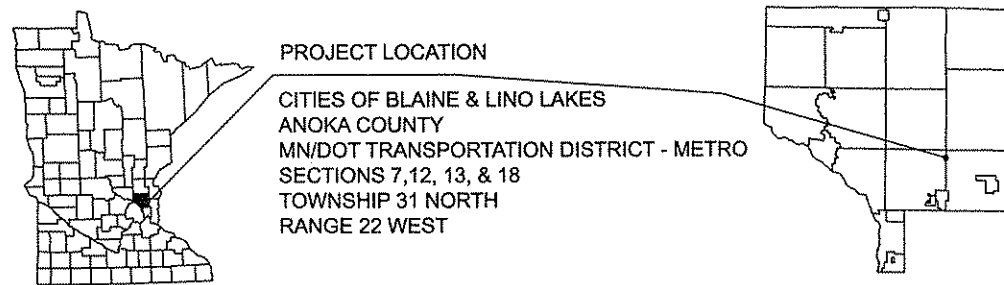 PROJECT LOCATION
CITIES OF BLAINE & LINO LAKES
ANOKA COUNTY
MN/DOT TRANSPORTATION DISTRICT - METRO
SECTIONS 7,12, 13, & 18
TOWNSHIP 31 NORTH
RANGE 22 WEST